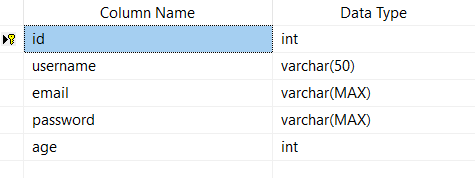 Column Name Data Type
id int
username varchar(50)
email varchar(MAX)
password varchar(MAX)
age int